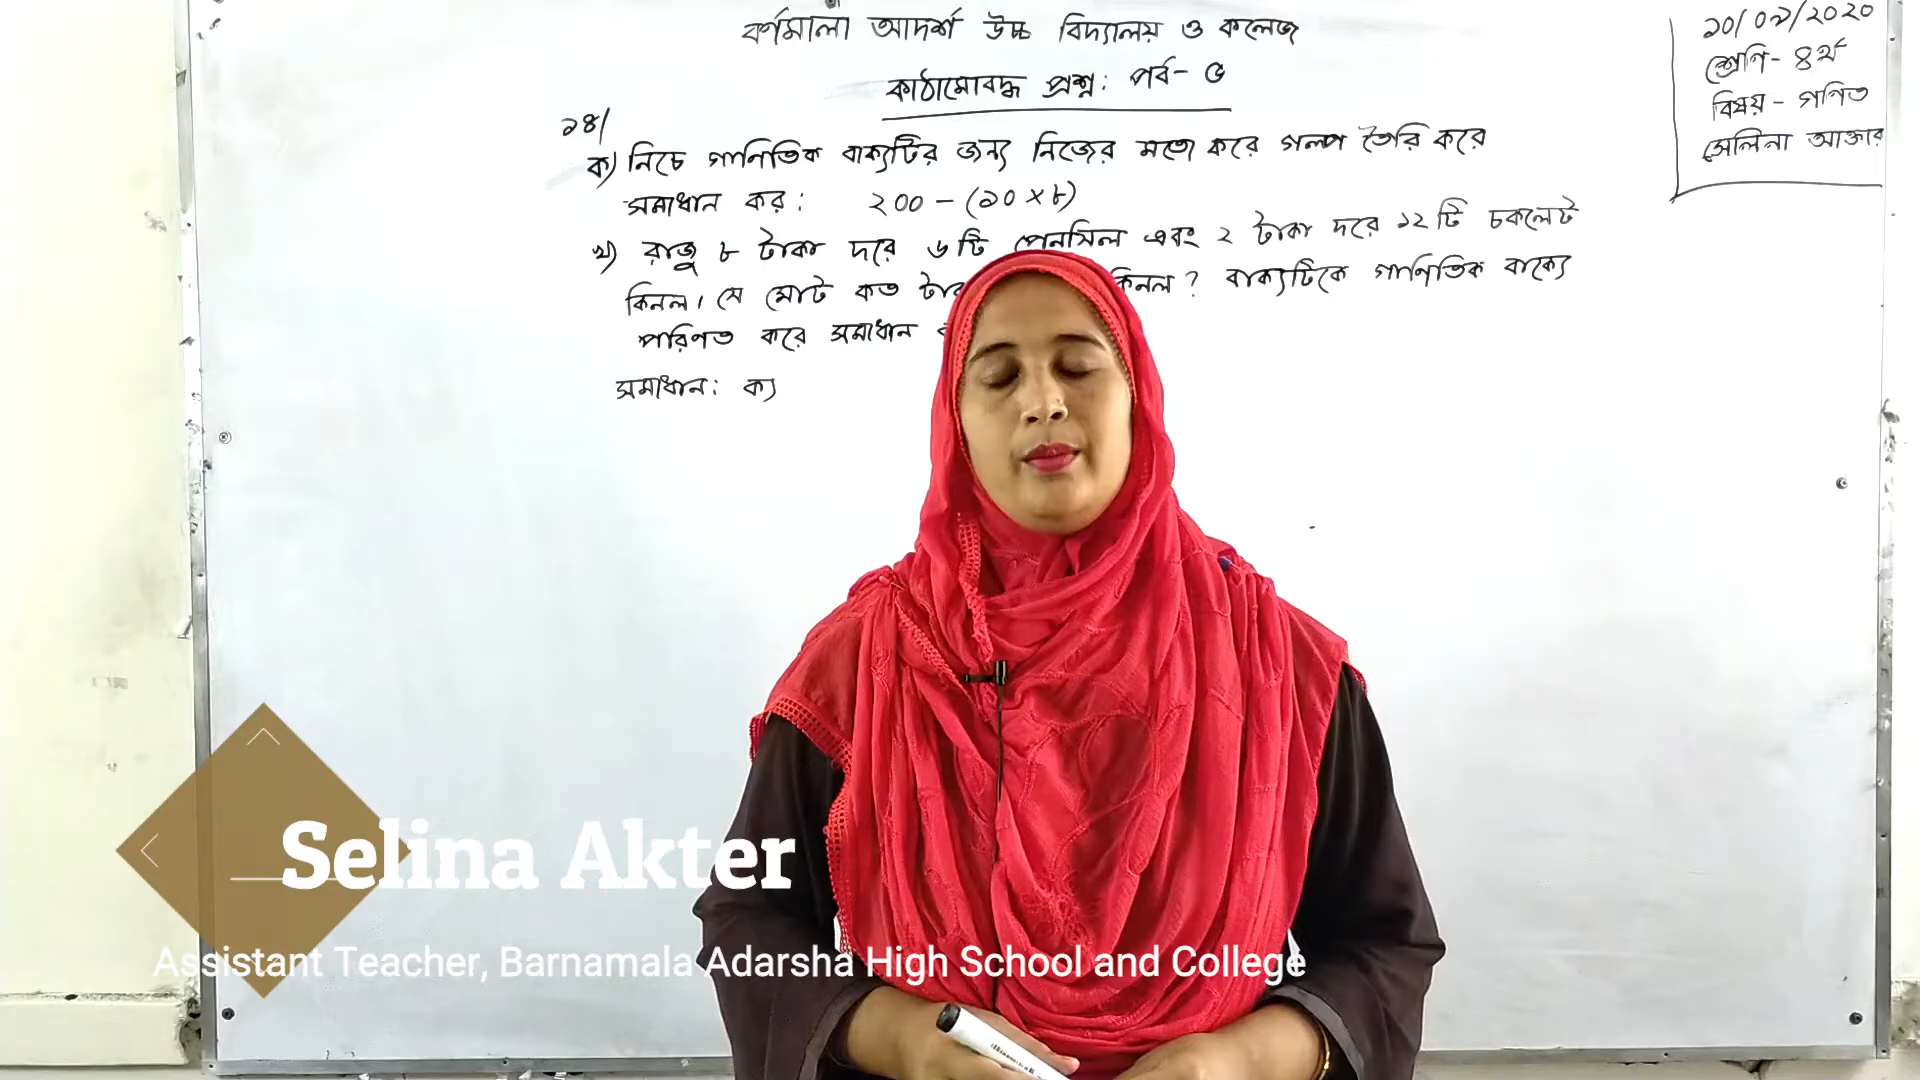 বর্ণমালা আদর্শ উচ্চ বিদ্যালয় ও কলেজ
কাঠামোবদ্ধ প্রশ্ন: পর্ব- ৫
১০/০৯/২০২০
শ্রেণি- ৪র্থ
বিষয় - গণিত
সেলিনা আক্তার
১৪/
ক) নিচে গাণিতিক বাক্যটির জন্য নিজের মতো করে গল্প তৈরি করে
সমাধান কর: ২০০ - (১০ × ৮)
খ) রাজু ৮ টাকা দরে ৬টি পেনসিল এবং ২ টাকা দরে ১২টি চকলেট
কিনল। সে মোট কত কিনল? বাক্যটিকে গাণিতিক বাক্যে
পরিণত করে সমাধান
সমাধান: ক)
Selina Akter
Assistant Teacher, Barnamala Adarsha High School and College